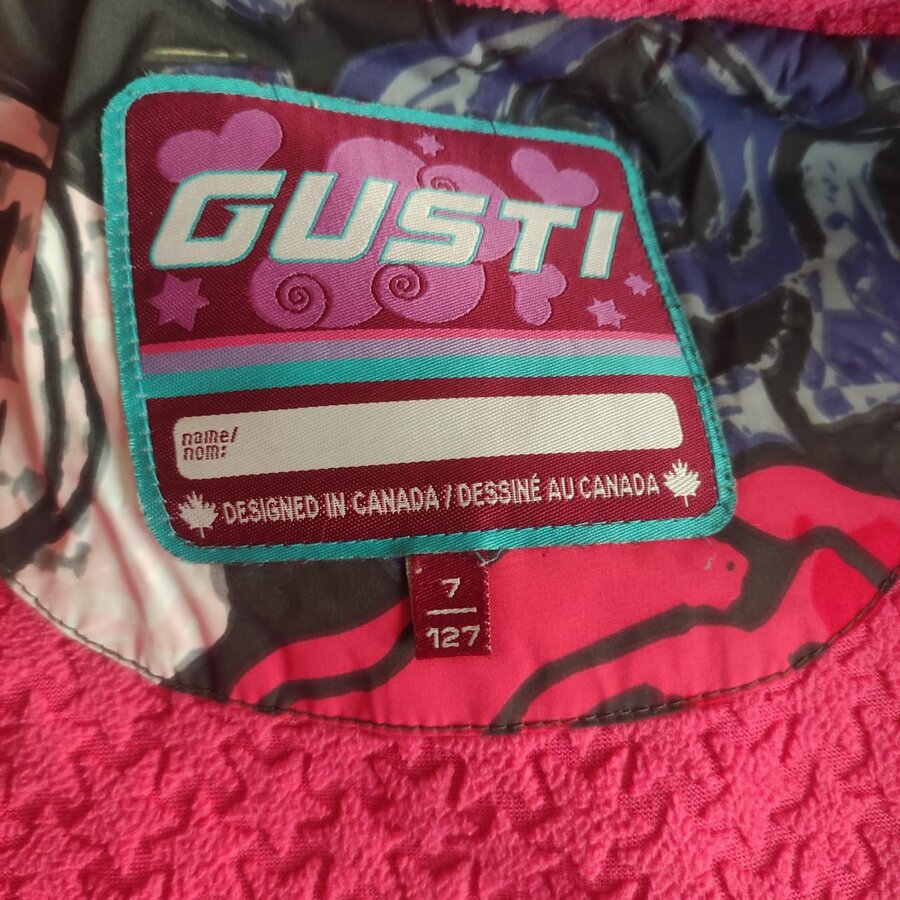 GUSTI
name/
nom:
DESIGNED IN CANADA / DESSINÉ AU CANADA
7
127